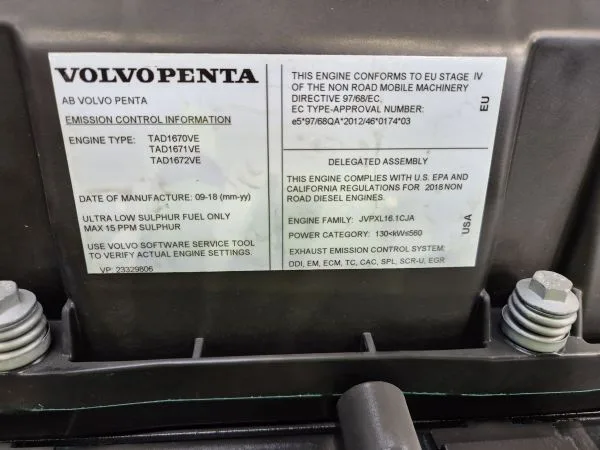 VOLVO PENTA
AB VOLVO PENTA
EMISSION CONTROL INFORMATION
ENGINE TYPE: TAD1670VE
TAD1671VE
TAD1672VE
DATE OF MANUFACTURE: 09-18 (mm-yy)
ULTRA LOW SULPHUR FUEL ONLY
MAX 15 PPM SULPHUR
USE VOLVO SOFTWARE SERVICE TOOL
TO VERIFY ACTUAL ENGINE SETTINGS.
VP: 23329806
THIS ENGINE CONFORMS TO EU STAGE IV
OF THE NON ROAD MOBILE MACHINERY
DIRECTIVE 97/68/EC,
EC TYPE-APPROVAL NUMBER:
e5*97/68QA*2012/46*0174*03
EU
DELEGATED ASSEMBLY
THIS ENGINE COMPLIES WITH U.S. EPA AND
CALIFORNIA REGULATIONS FOR 2018 NON
ROAD DIESEL ENGINES.
ENGINE FAMILY: JVPXL16.1CJA
POWER CATEGORY: 130<kW≤560
EXHAUST EMISSION CONTROL SYSTEM:
DDI, EM, ECM, TC, CAC, SPL, SCR-U, EGR
USA